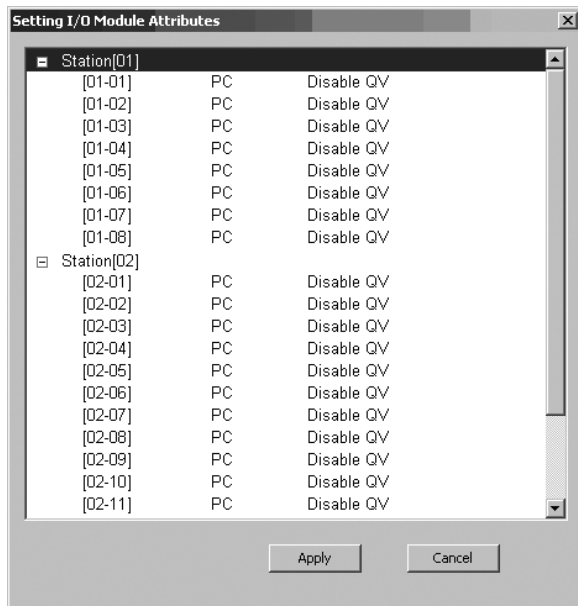 Setting I/O Module Attributes
Station[01]
[01-01] PC Disable QV
[01-02] PC Disable QV
[01-03] PC Disable QV
[01-04] PC Disable QV
[01-05] PC Disable QV
[01-06] PC Disable QV
[01-07] PC Disable QV
[01-08] PC Disable QV
Station[02]
[02-01] PC Disable QV
[02-02] PC Disable QV
[02-03] PC Disable QV
[02-04] PC Disable QV
[02-05] PC Disable QV
[02-06] PC Disable QV
[02-07] PC Disable QV
[02-08] PC Disable QV
[02-09] PC Disable QV
[02-10] PC Disable QV
[02-11] PC Disable QV
Apply Cancel